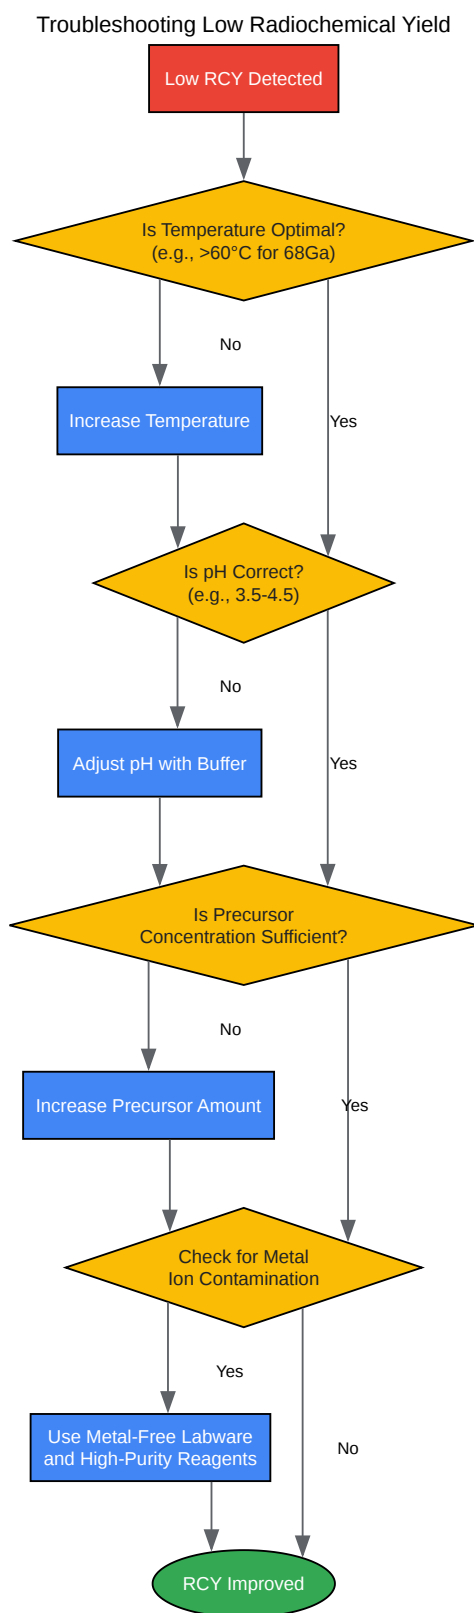 Troubleshooting Low Radiochemical Yield
Low RCY Detected
Is Temperature Optimal?
(e.g., >60°C for 68Ga)
No
Increase Temperature
Yes
Is pH Correct?
(e.g., 3.5-4.5)
No
Adjust pH with Buffer
Yes
Is Precursor
Concentration Sufficient?
No
Increase Precursor Amount
Yes
Check for Metal
Ion Contamination
Yes
Use Metal-Free Labware
and High-Purity Reagents
No
RCY Improved